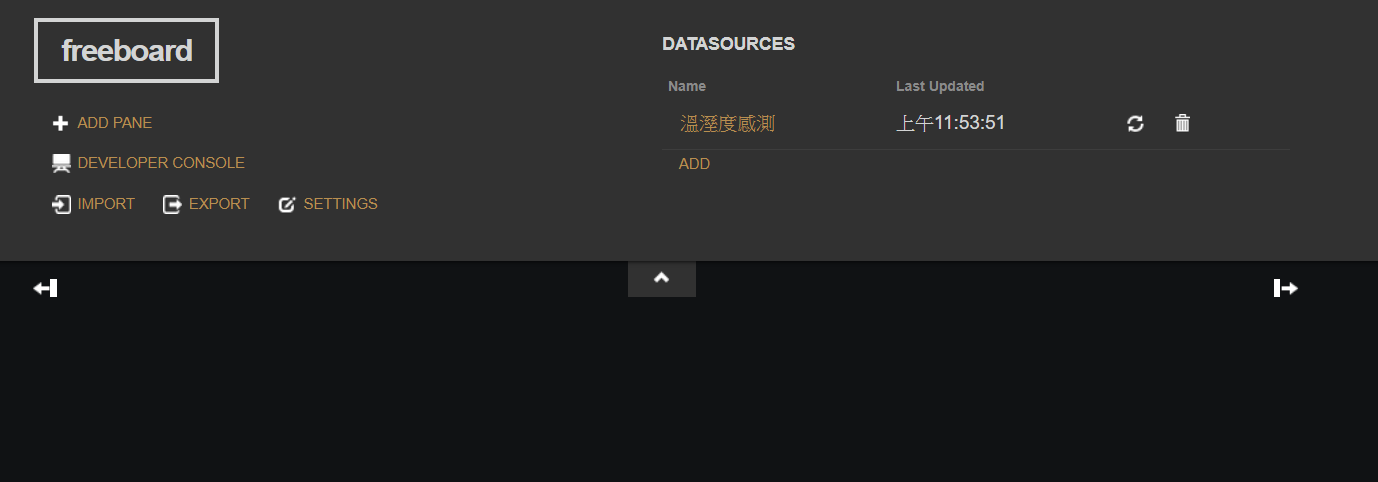 freeboard
ADD PANE
DEVELOPER CONSOLE
IMPORT EXPORT SETTINGS
DATASOURCES
Name Last Updated
溫溼度感測 上午11:53:51
ADD